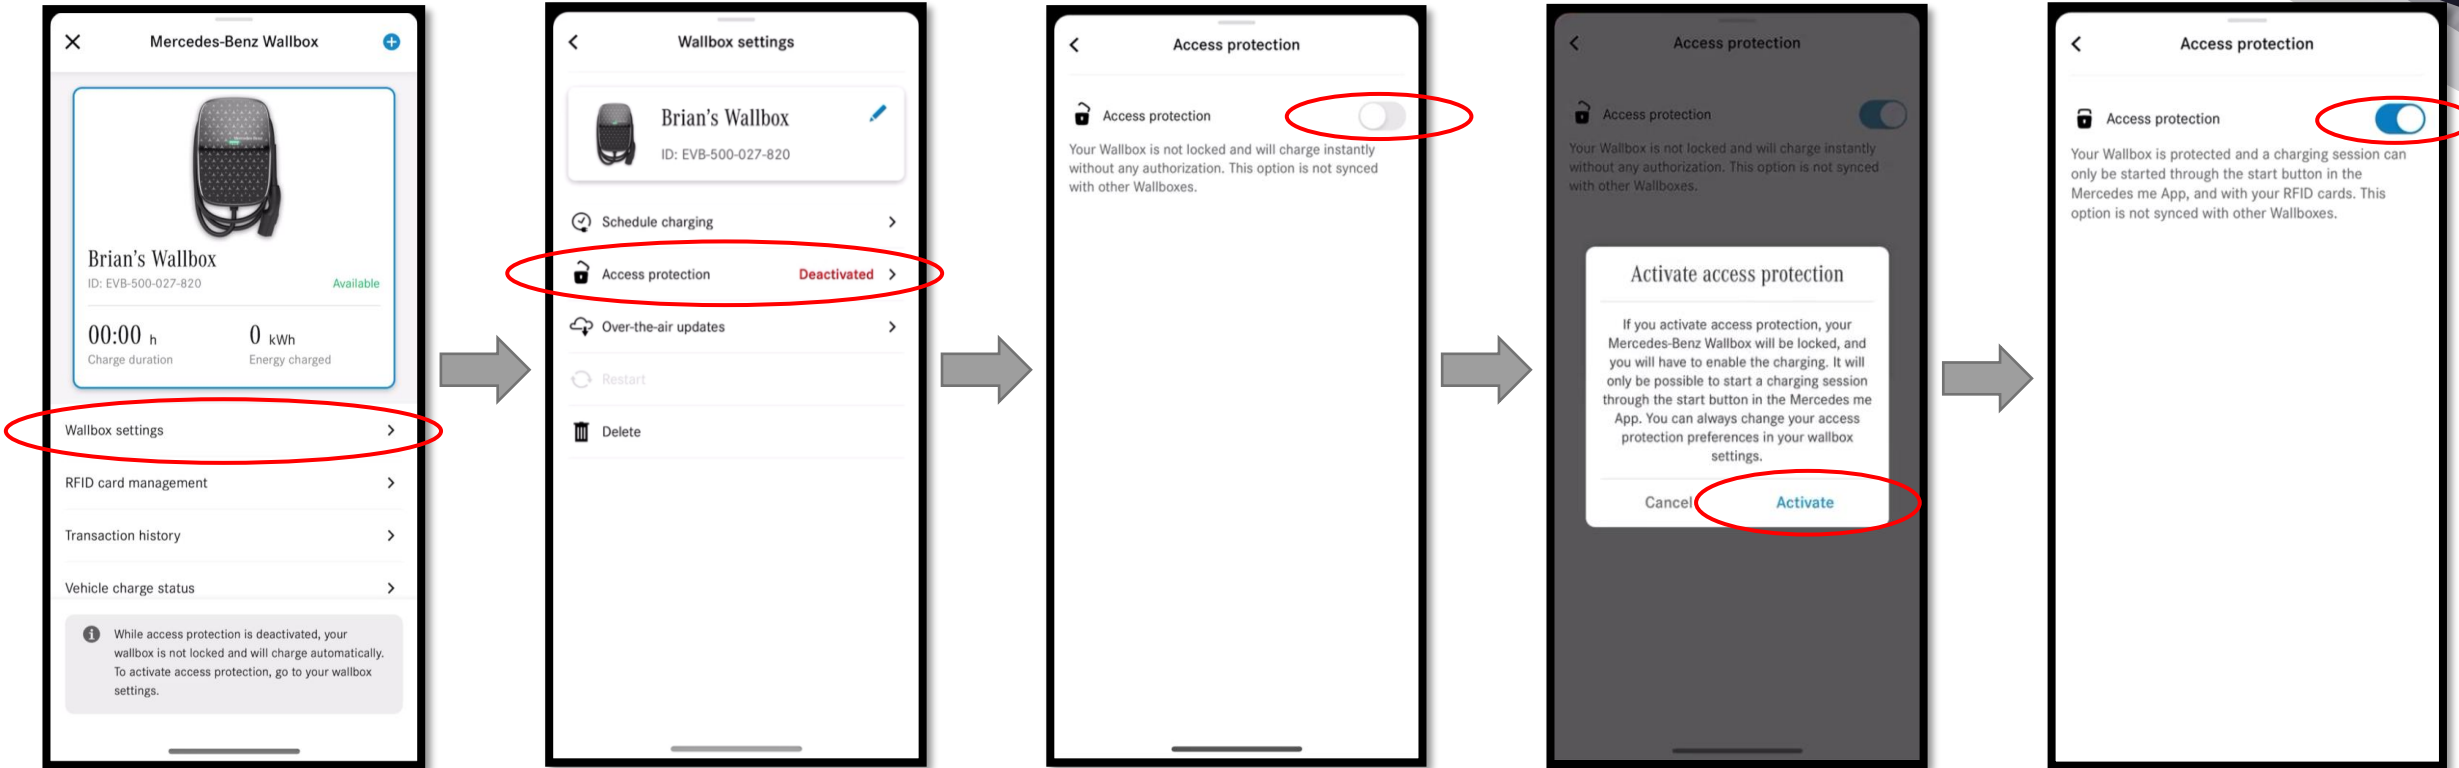 Mercedes-Benz Wallbox
Brian's Wallbox
ID: EVB-500-027-820
Available
00:00 h
0 kWh
Charge duration
Energy charged
Wallbox settings
RFID card management
Transaction history
Vehicle charge status
While access protection is deactivated, your
wallbox is not locked and will charge automatically.
To activate access protection, go to your wallbox
settings.
Wallbox settings
Brian's Wallbox
ID: EVB-500-027-820
Schedule charging
Access protection
Deactivated
Over-the-air updates
Restart
Delete
Access protection
Access protection
Your Wallbox is not locked and will charge instantly
without any authorization. This option is not synced
with other Wallboxes.
Access protection
Access protection
Your Wallbox is not locked and will charge instantly
without any authorization. This option is not synced
with other Wallboxes.
Activate access protection
If you activate access protection, your
Mercedes-Benz Wallbox will be locked, and
you will have to enable the charging. It will
only be possible to start a charging session
through the start button in the Mercedes me
App. You can always change your access
protection preferences in your wallbox
settings.
Cancel
Activate
Access protection
Access protection
Your Wallbox is protected and a charging session can
only be started through the start button in the
Mercedes me App, and with your RFID cards. This
option is not synced with other Wallboxes.